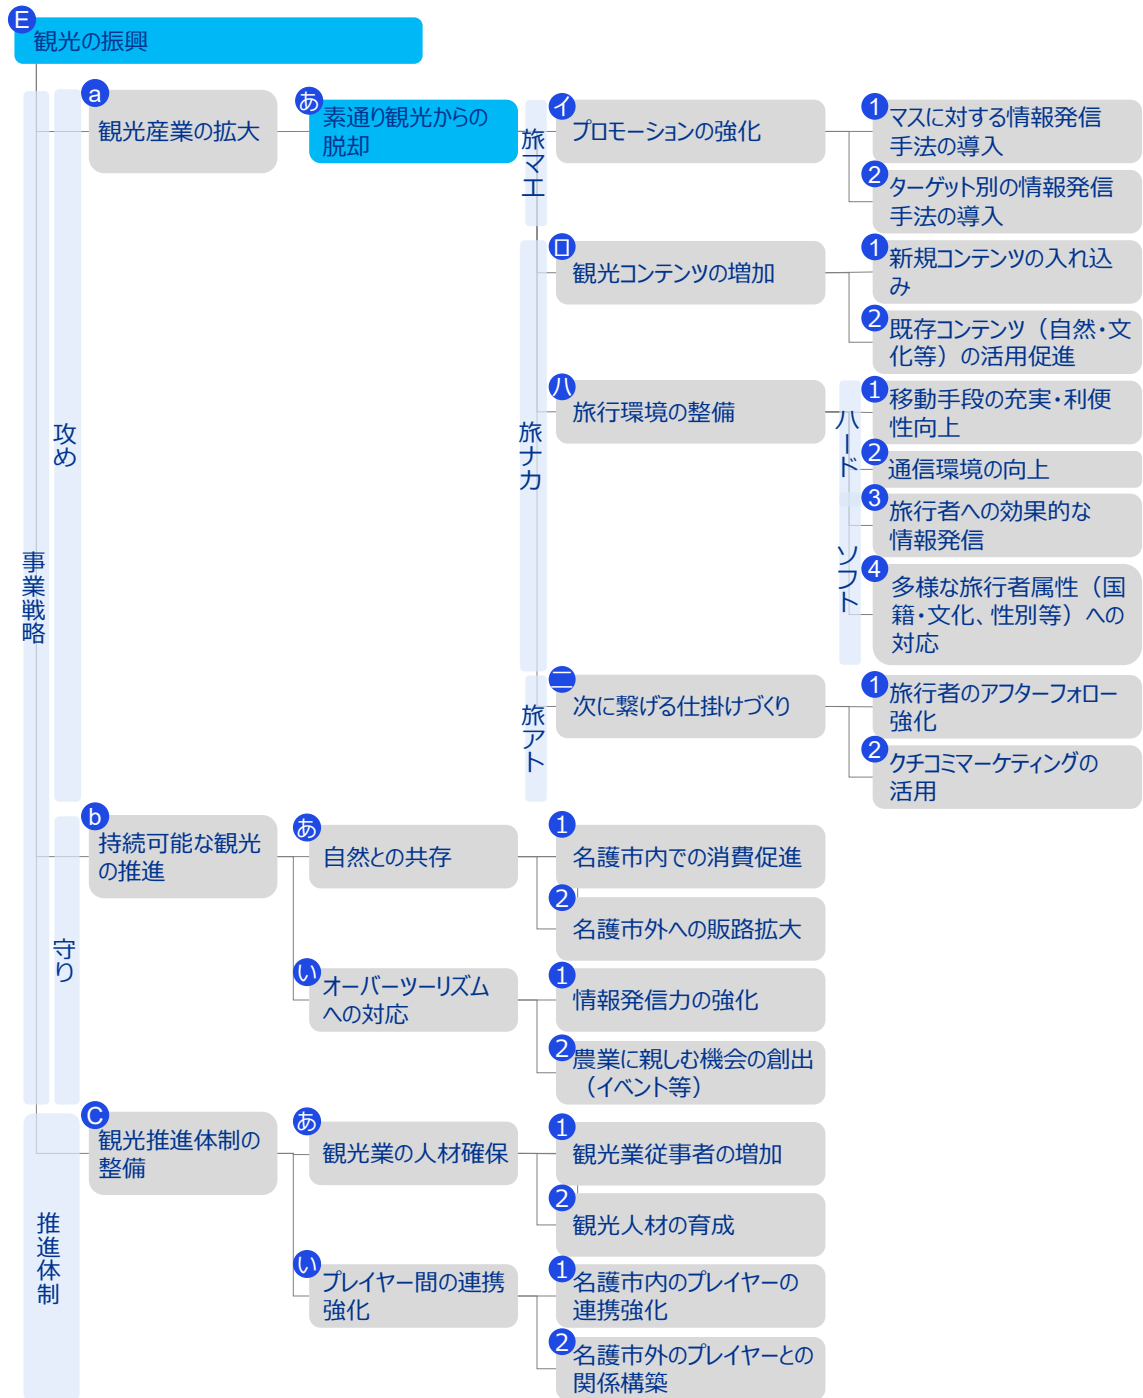 E
観光の振興
事業戦略
攻め
a
観光産業の拡大
あ
素通り観光からの
脱却
旅マエ
イ
プロモーションの強化
1
マスに対する情報発信
手法の導入
2
ターゲット別の情報発信
手法の導入
旅ナカ
ロ
観光コンテンツの増加
1
新規コンテンツの入れ込
み
2
既存コンテンツ（自然・文
化等）の活用促進
ハ
旅行環境の整備
ハード
1
移動手段の充実・利便
性向上
2
通信環境の向上
ソフト
3
旅行者への効果的な
情報発信
4
多様な旅行者属性（国
籍・文化、性別等）への
対応
旅アト
ニ
次に繋げる仕掛けづくり
1
旅行者のアフターフォロー
強化
2
クチコミマーケティングの
活用
守り
b
持続可能な観光
の推進
あ
自然との共存
1
名護市内での消費促進
2
名護市外への販路拡大
い
オーバーツーリズム
への対応
1
情報発信力の強化
2
農業に親しむ機会の創出
（イベント等）
推進体制
C
観光推進体制の
整備
あ
観光業の人材確保
1
観光業従事者の増加
2
観光人材の育成
い
プレイヤー間の連携
強化
1
名護市内のプレイヤーの
連携強化
2
名護市外のプレイヤーとの
関係構築